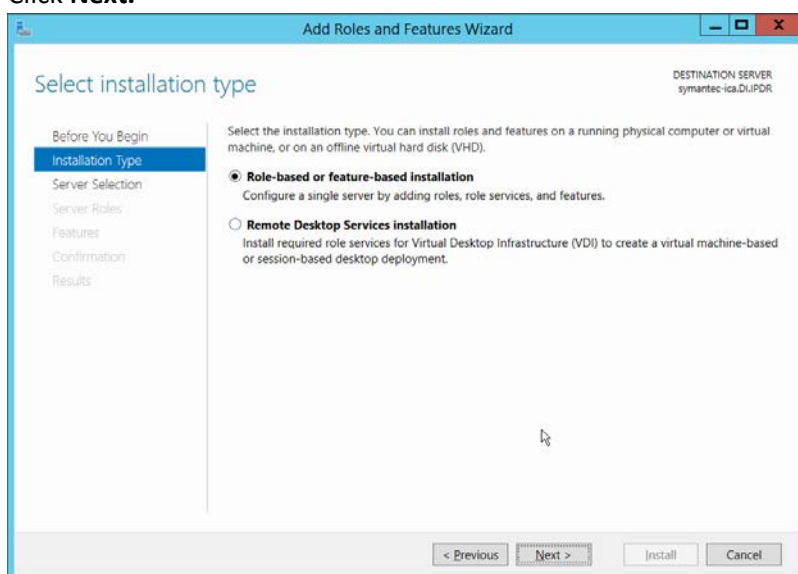 Click Next.
Add Roles and Features Wizard
Select installation type
DESTINATION SERVER
symantec-ica.DI.IPDR
Before You Begin
Installation Type
Server Selection
Server Roles
Features
Confirmation
Results
Select the installation type. You can install roles and features on a running physical computer or virtual
machine, or on an offline virtual hard disk (VHD).
Role-based or feature-based installation
Configure a single server by adding roles, role services, and features.
Remote Desktop Services installation
Install required role services for Virtual Desktop Infrastructure (VDI) to create a virtual machine-based
or session-based desktop deployment.
< Previous
Next >
Install
Cancel